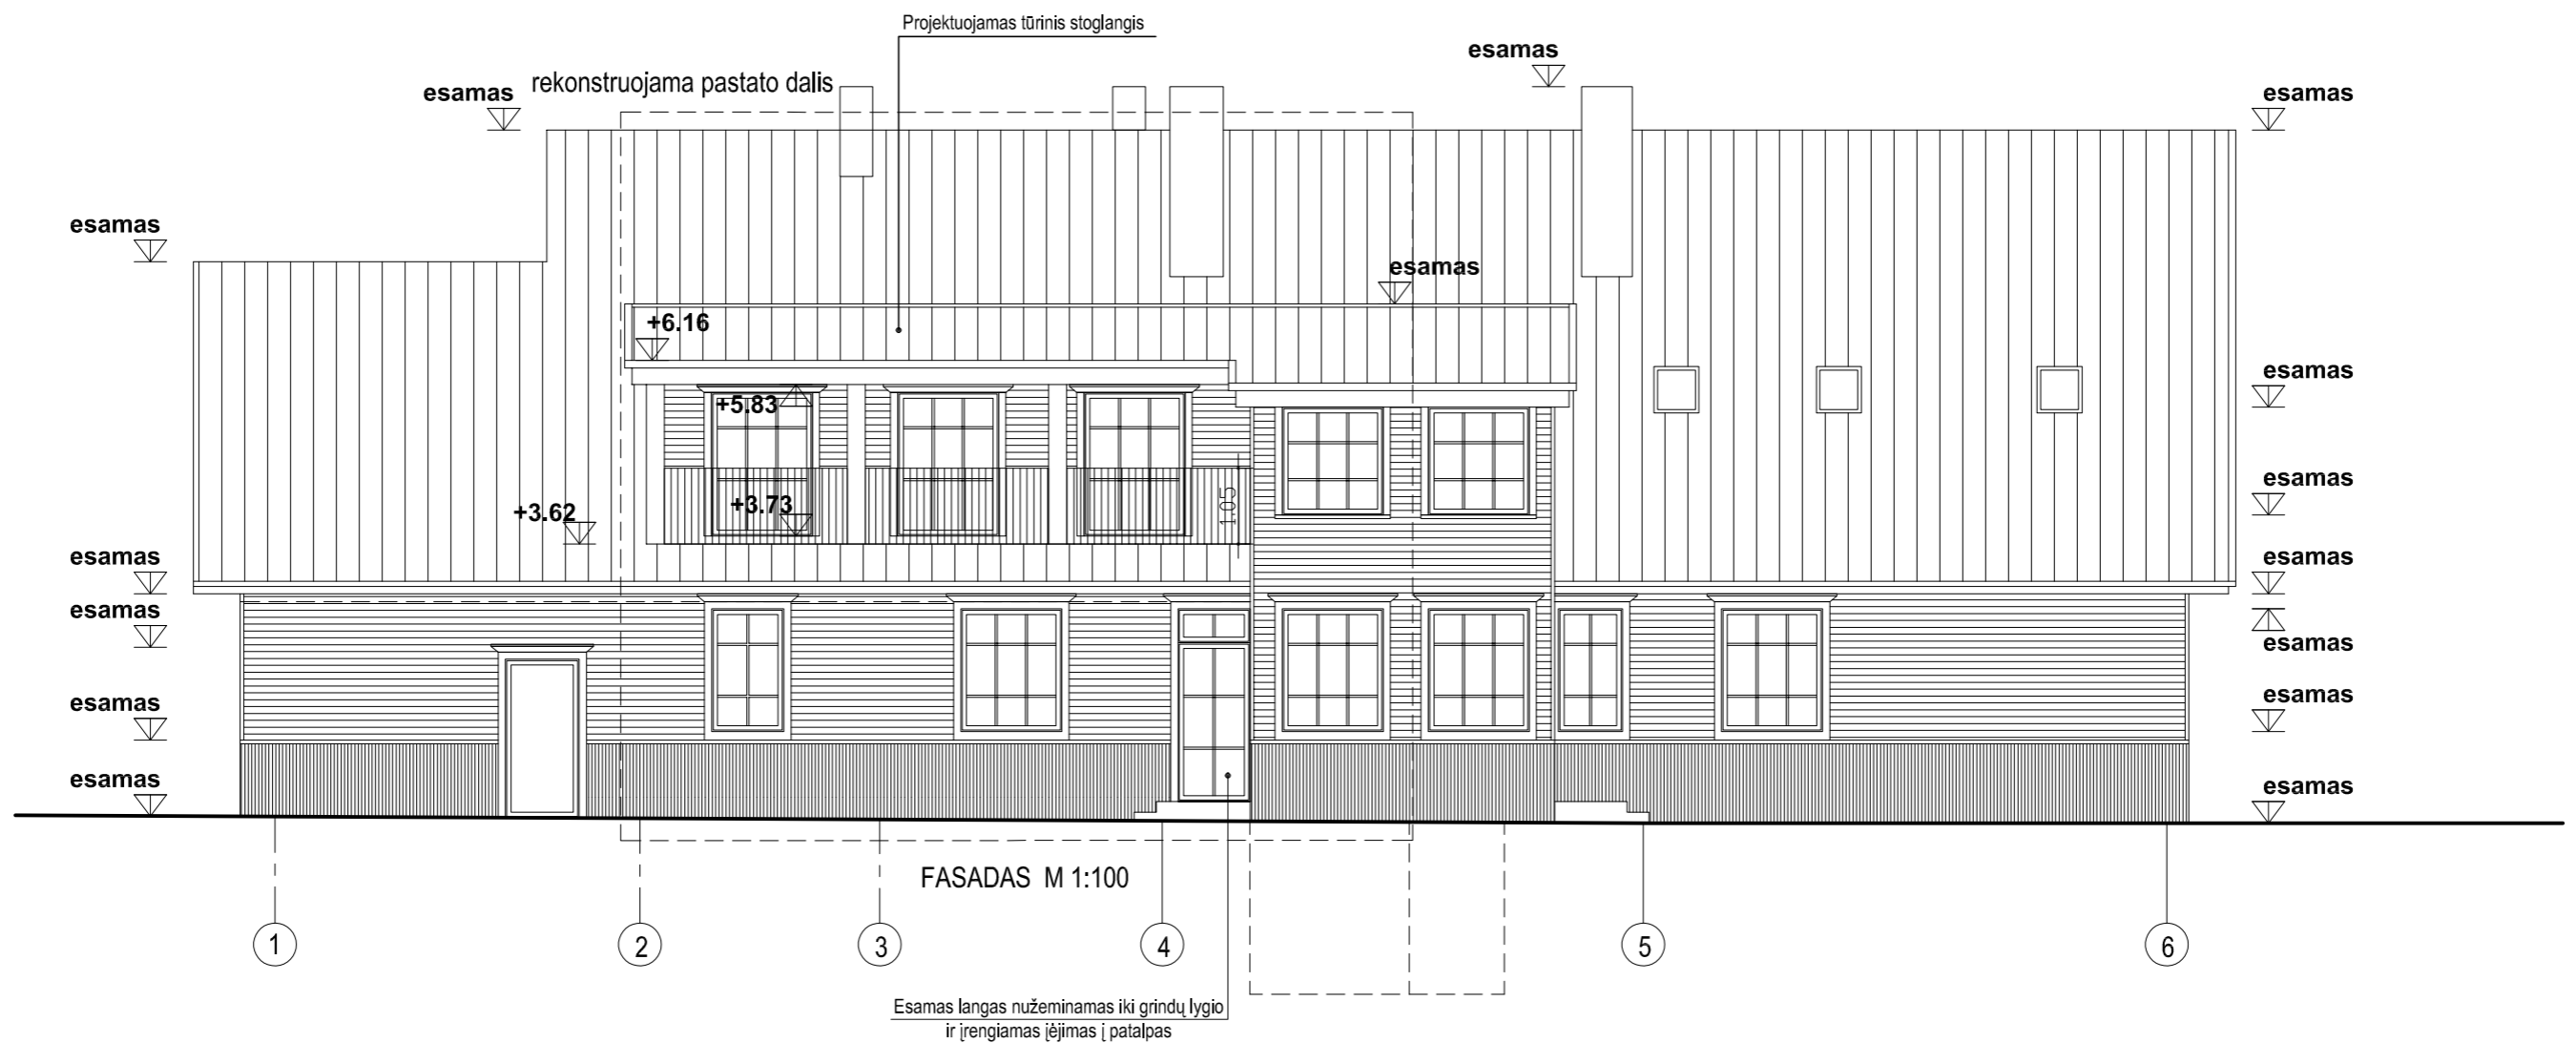 Projektuojamas tūrinis stoglangis
esamas
rekonstruojama pastato dalis
esamas
esamas
esamas
esamas
+6.16
+5.83
esamas
+3.73
1.05
esamas
+3.62
esamas
esamas
esamas
esamas
esamas
esamas
esamas
esamas
FASADAS M 1:100
1
2
3
4
5
6
Esamas langas nužeminamas iki grindų lygio
ir įrengiamas įėjimas į patalpas